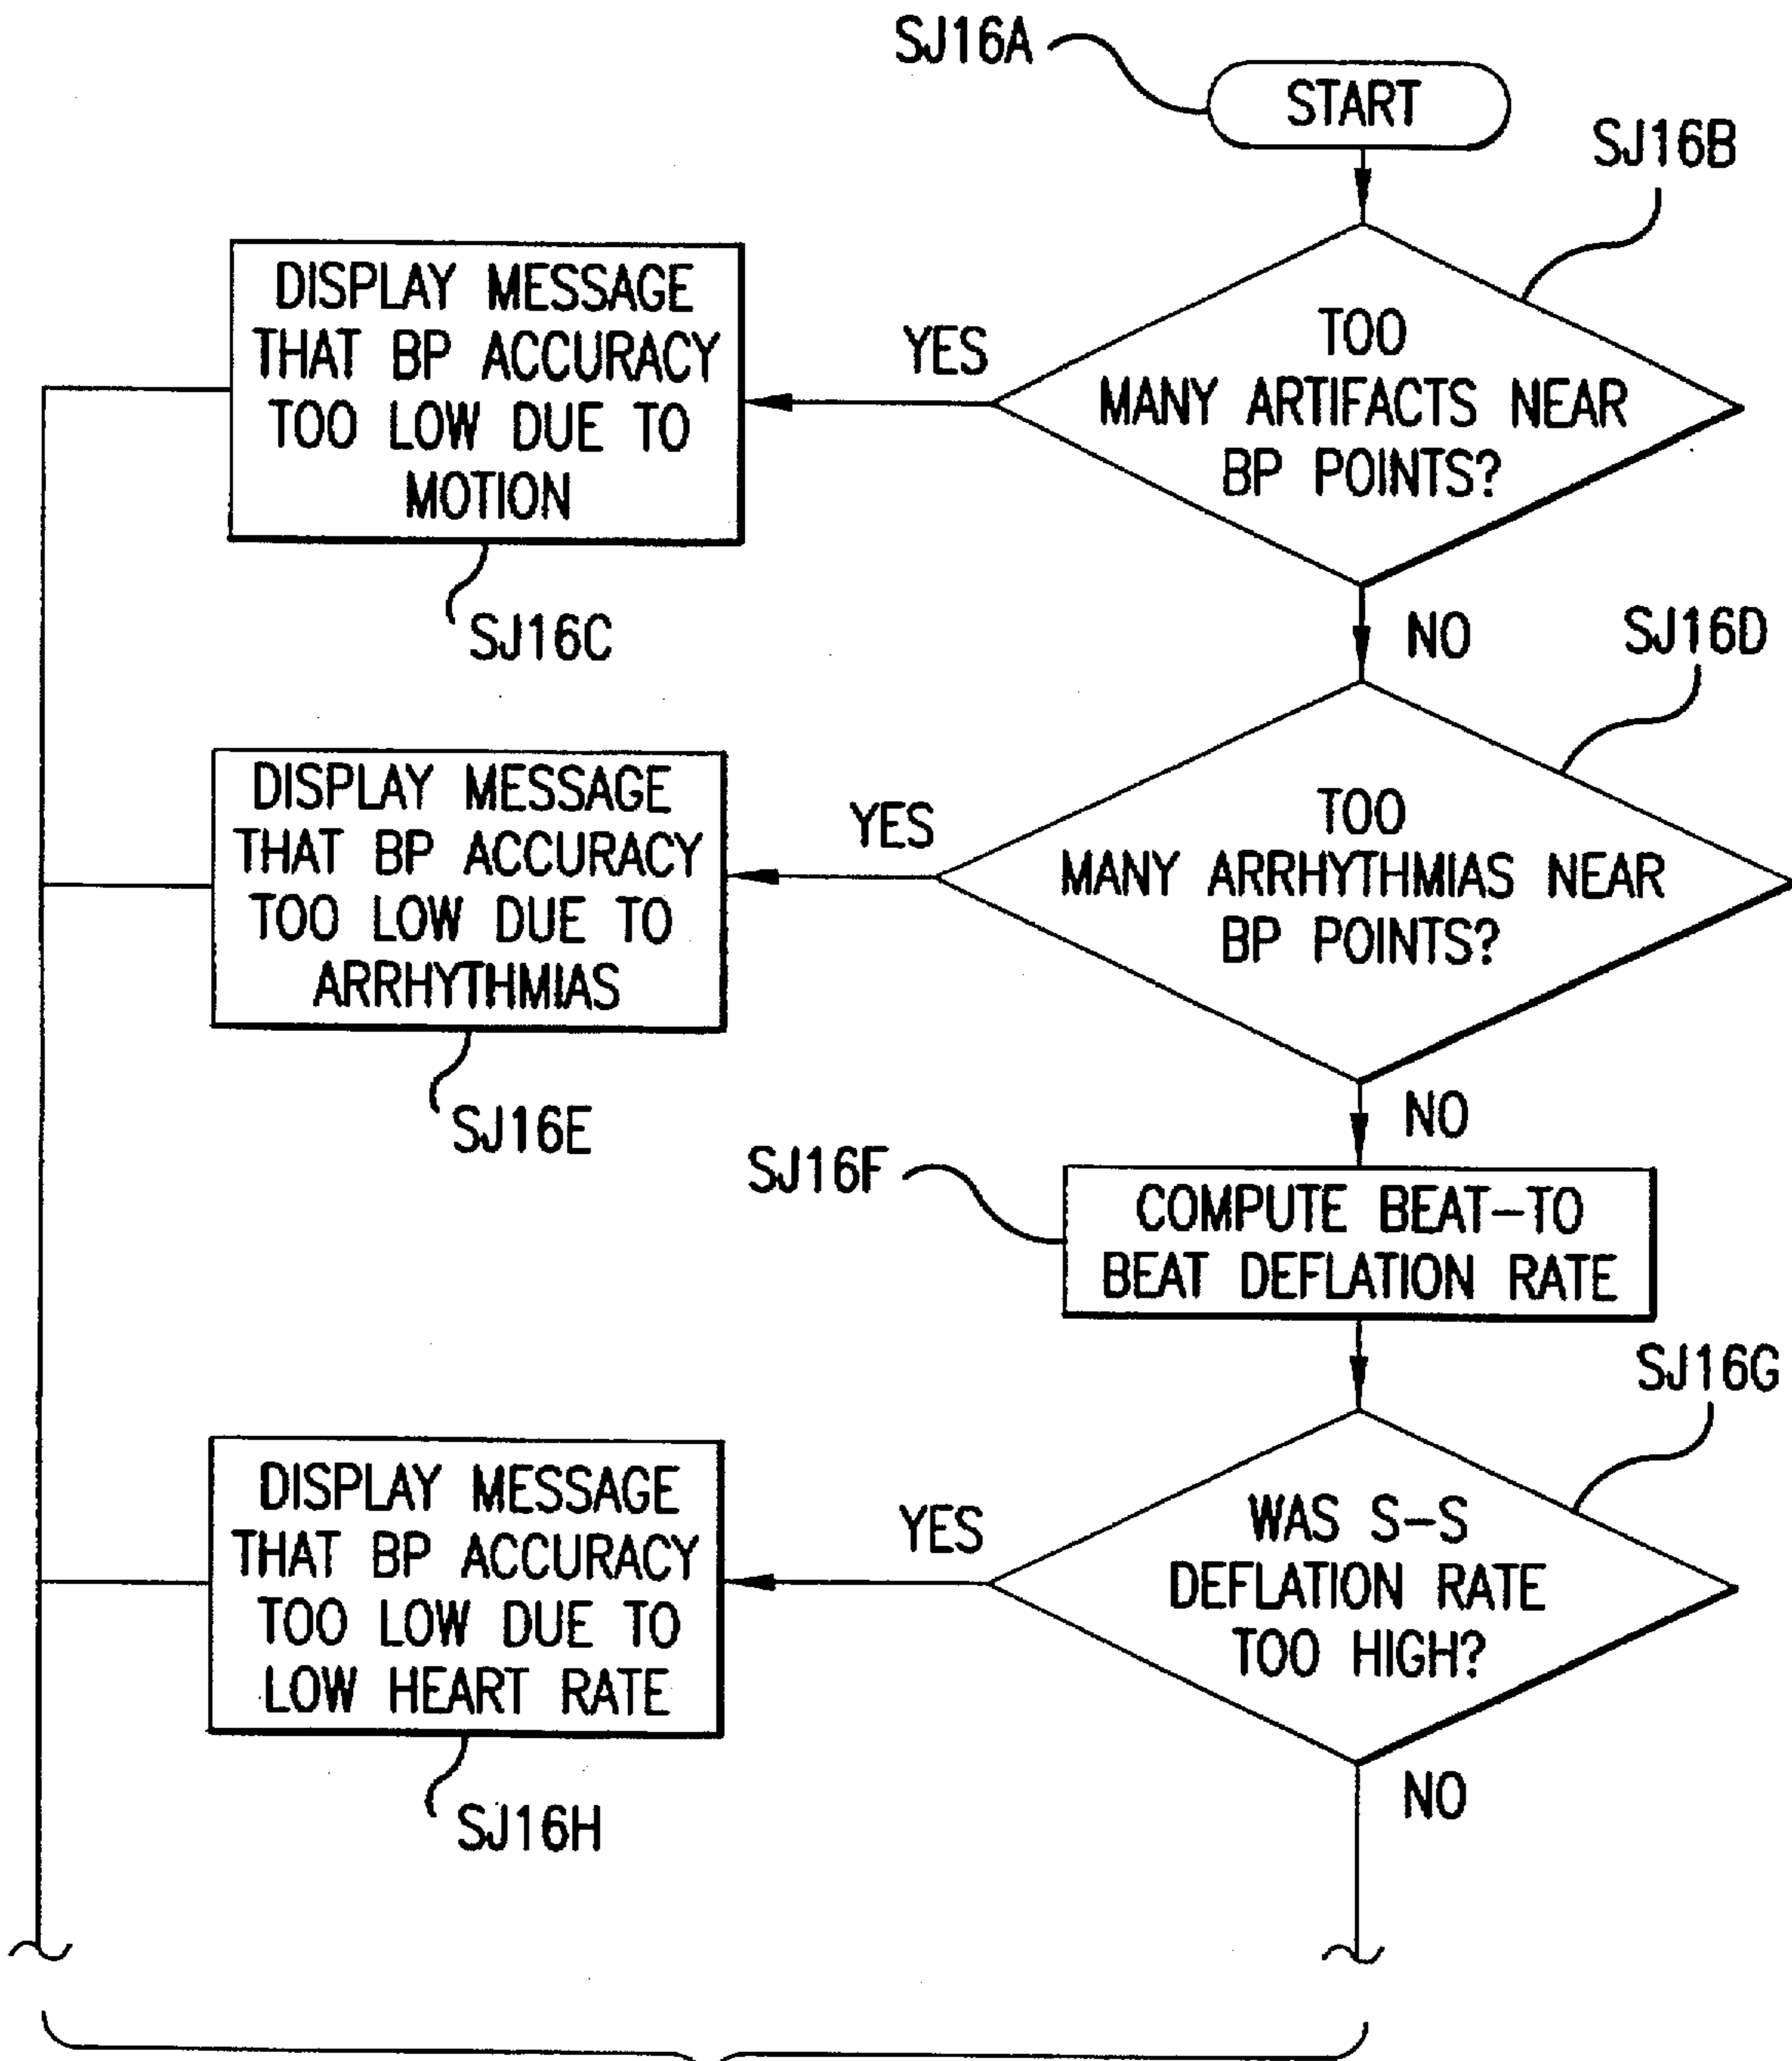 SJ16A
START
SJ16B
TOO
MANY ARTIFACTS NEAR
BP POINTS?
YES
DISPLAY MESSAGE
THAT BP ACCURACY
TOO LOW DUE TO
MOTION
SJ16C
NO
SJ16D
TOO
MANY ARRHYTHMIAS NEAR
BP POINTS?
YES
DISPLAY MESSAGE
THAT BP ACCURACY
TOO LOW DUE TO
ARRHYTHMIAS
SJ16E
NO
SJ16F
COMPUTE BEAT-TO
BEAT DEFLATION RATE
SJ16G
WAS S-S
DEFLATION RATE
TOO HIGH?
YES
DISPLAY MESSAGE
THAT BP ACCURACY
TOO LOW DUE TO
LOW HEART RATE
SJ16H
NO